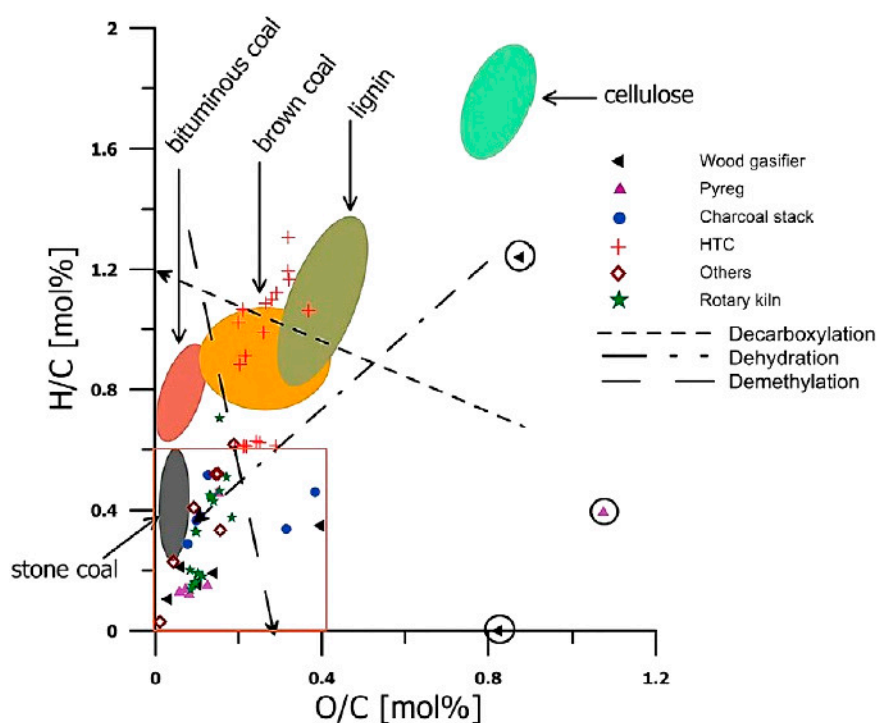 bituminous coal
brown coal
lignin
cellulose
2
1.6
1.2
0.8
0.4
0
H/C [mol%]
Wood gasifier
Pyreg
Charcoal stack
HTC
Others
Rotary kiln
Decarboxylation
Dehydration
Demethylation
stone coal
0
0.4
0.8
1.2
O/C [mol%]